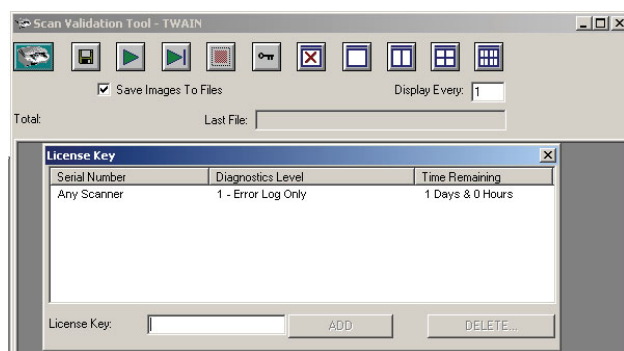 Scan Validation Tool - TWAIN
Save Images To Files Display Every: 1
Total: Last File:
License Key
Serial Number Diagnostics Level Time Remaining
Any Scanner 1 - Error Log Only 1 Days & 0 Hours
License Key: ADD DELETE...